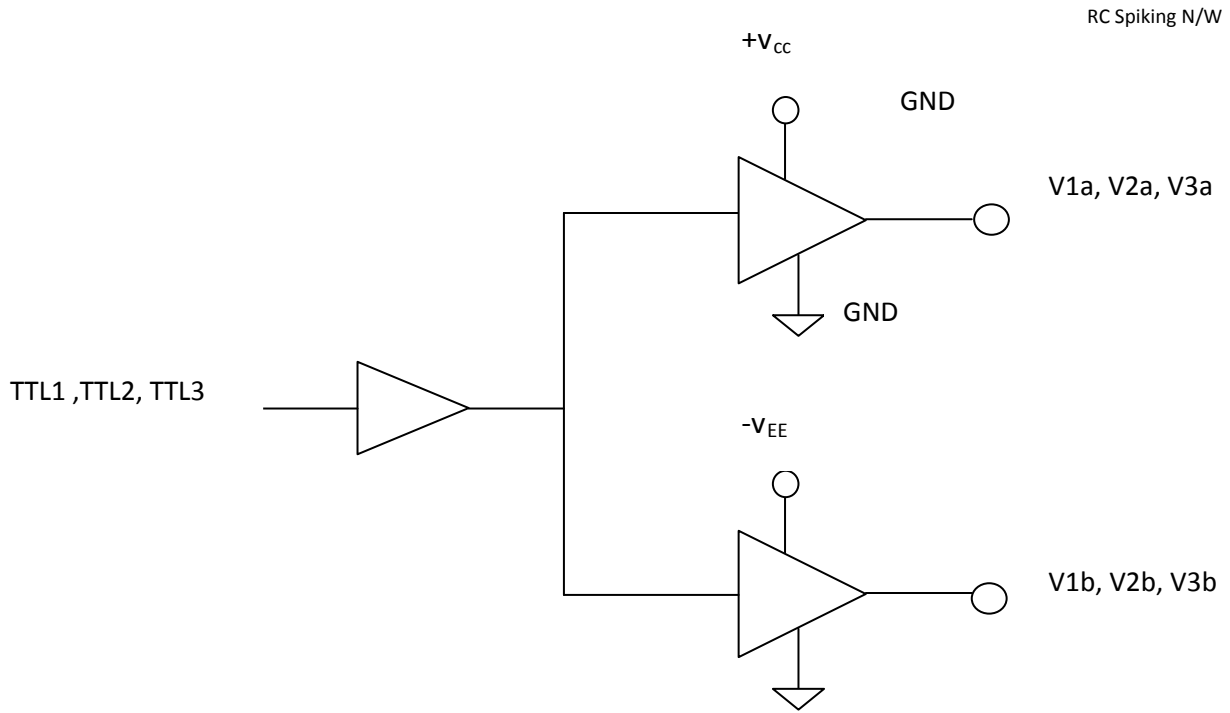 RC Spiking N/W
+vcc
GND
V1a, V2a, V3a
GND
TTL1 ,TTL2, TTL3
-vEE
V1b, V2b, V3b